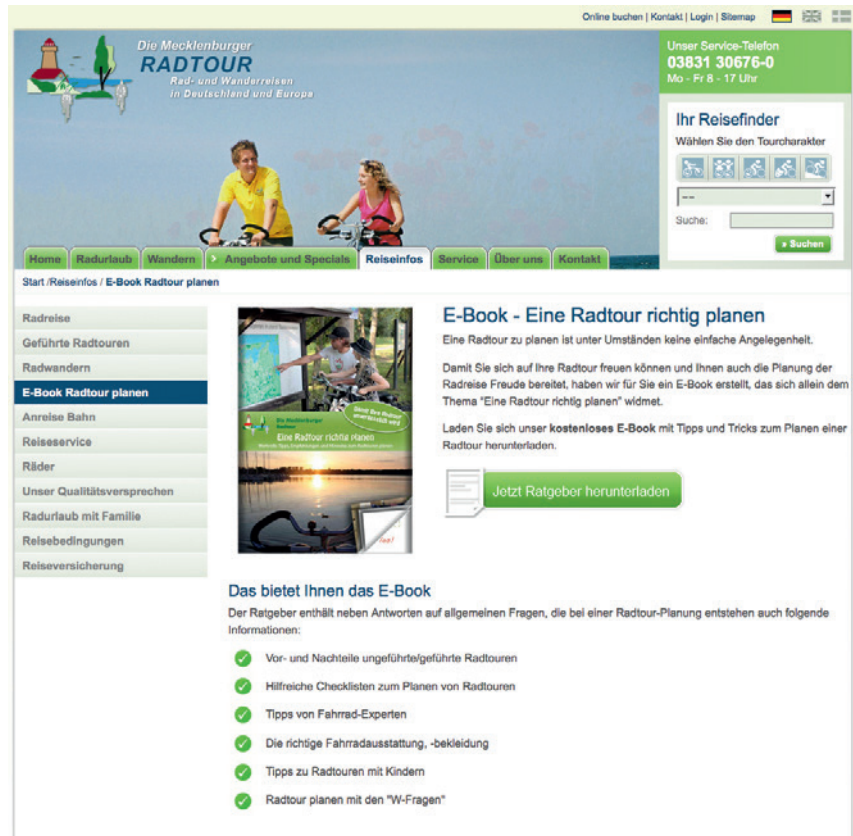 Online buchen | Kontakt | Login | Sitemap
Die Mecklenburger
RADTOUR
Rad- und Wanderreisen
in Deutschland und Europa
Unser Service-Telefon
03831 30676-0
Mo - Fr 8 - 17 Uhr
Ihr Reisefinder
Wählen Sie den Tourcharakter
--
Suche:
» Suchen
Home Radurlaub Wandern Angebote und Specials Reiseinfos Service Über uns Kontakt
Start /Reiseinfos / E-Book Radtour planen
Radreise
Geführte Radtouren
Radwandern
E-Book Radtour planen
Anreise Bahn
Reiseservice
Räder
Unser Qualitätsversprechen
Radurlaub mit Familie
Reisebedingungen
Reiseversicherung
Die Mecklenburger
Radtour
Eine Radtour richtig planen
E-Book - Eine Radtour richtig planen
Eine Radtour zu planen ist unter Umständen keine einfache Angelegenheit.
Damit Sie sich auf Ihre Radtour freuen können und Ihnen auch die Planung der
Radreise Freude bereitet, haben wir für Sie ein E-Book erstellt, das sich allein dem
Thema "Eine Radtour richtig planen" widmet.
Laden Sie sich unser kostenloses E-Book mit Tipps und Tricks zum Planen einer
Radtour herunterladen.
Jetzt Ratgeber herunterladen
Das bietet Ihnen das E-Book
Der Ratgeber enthält neben Antworten auf allgemeinen Fragen, die bei einer Radtour-Planung entstehen auch folgende
Informationen:
Vor- und Nachteile ungeführte/geführte Radtouren
Hilfreiche Checklisten zum Planen von Radtouren
Tipps von Fahrrad-Experten
Die richtige Fahrradausstattung, -bekleidung
Tipps zu Radtouren mit Kindern
Radtour planen mit den "W-Fragen"